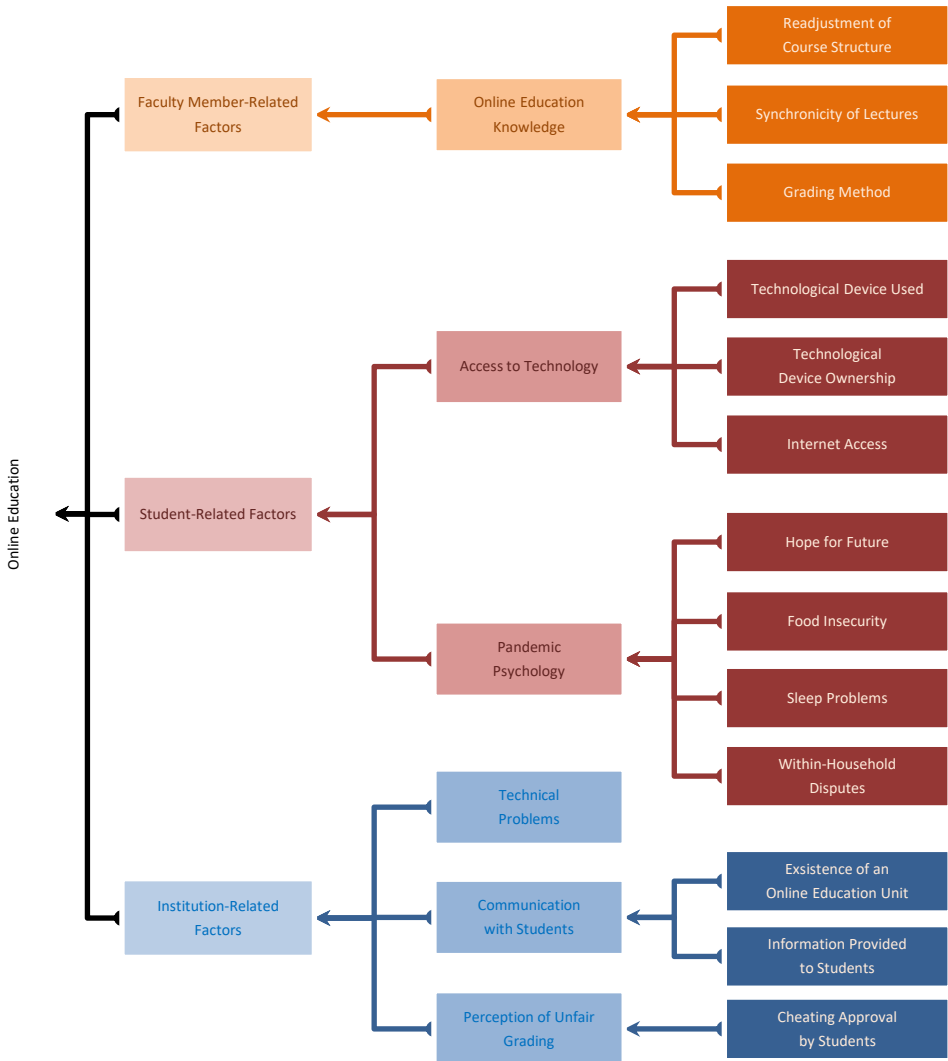 Online Education
Faculty Member-Related
Factors
Online Education
Knowledge
Readjustment of
Course Structure
Synchronicity of Lectures
Grading Method
Student-Related Factors
Access to Technology
Technological Device Used
Technological
Device Ownership
Internet Access
Pandemic
Psychology
Hope for Future
Food Insecurity
Sleep Problems
Within-Household
Disputes
Institution-Related
Factors
Technical
Problems
Communication
with Students
Exsistence of an
Online Education Unit
Information Provided
to Students
Perception of Unfair
Grading
Cheating Approval
by Students